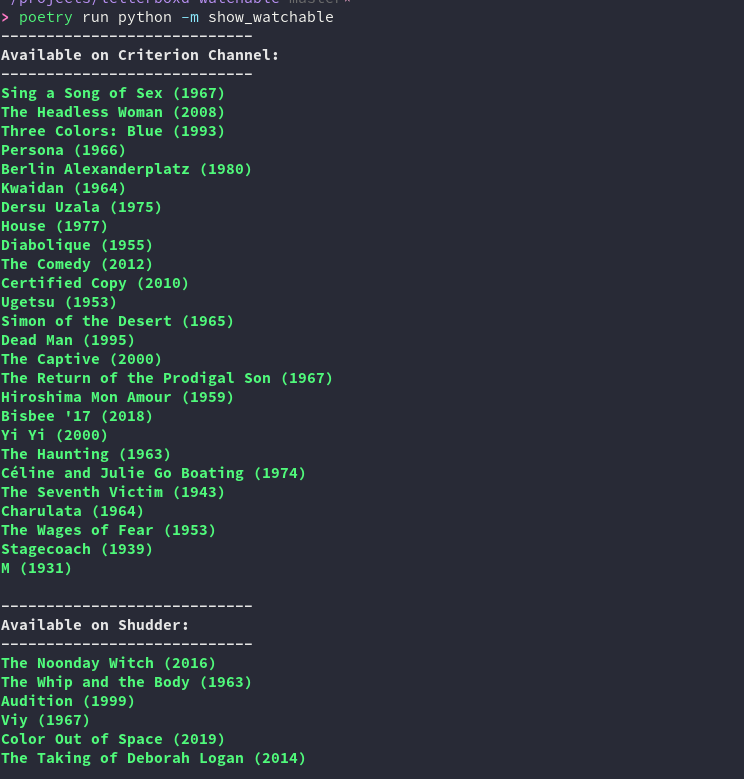 > poetry run python -m show_watchable
----------------------------
Available on Criterion Channel:
----------------------------
Sing a Song of Sex (1967)
The Headless Woman (2008)
Three Colors: Blue (1993)
Persona (1966)
Berlin Alexanderplatz (1980)
Kwaidan (1964)
Dersu Uzala (1975)
House (1977)
Diabolique (1955)
The Comedy (2012)
Certified Copy (2010)
Ugetsu (1953)
Simon of the Desert (1965)
Dead Man (1995)
The Captive (2000)
The Return of the Prodigal Son (1967)
Hiroshima Mon Amour (1959)
Bisbee '17 (2018)
Yi Yi (2000)
The Haunting (1963)
Céline and Julie Go Boating (1974)
The Seventh Victim (1943)
Charulata (1964)
The Wages of Fear (1953)
Stagecoach (1939)
M (1931)
----------------------------
Available on Shudder:
----------------------------
The Noonday Witch (2016)
The Whip and the Body (1963)
Audition (1999)
Viy (1967)
Color Out of Space (2019)
The Taking of Deborah Logan (2014)